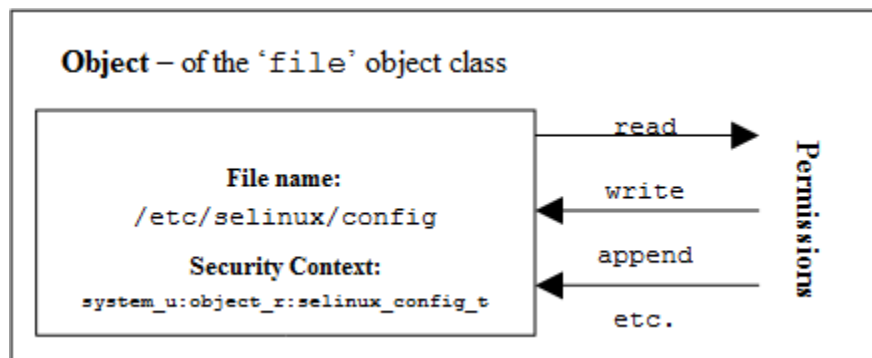 Object – of the ‘file’ object class
File name:
/etc/selinux/config
Security Context:
system_u:object_r:selinux_config_t
read
write
append
etc.
Permissions